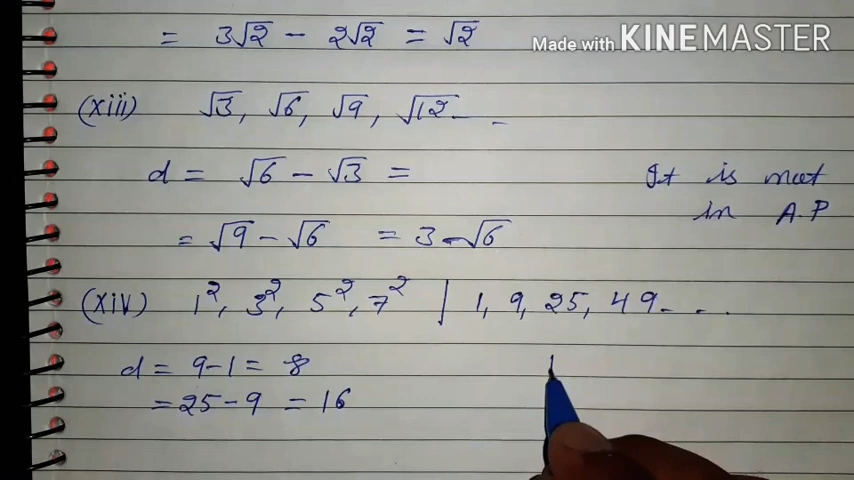 = 3√2 - 2√2 = √2
Made with KINEMASTER
(xiii) √3, √6, √9, √12 - -
d = √6 - √3 =
It is not
in A.P
= √9 - √6 = 3 - √6
(xiv) 1², 3², 5², 7² | 1, 9, 25, 49 - - -
d = 9 - 1 = 8
= 25 - 9 = 16